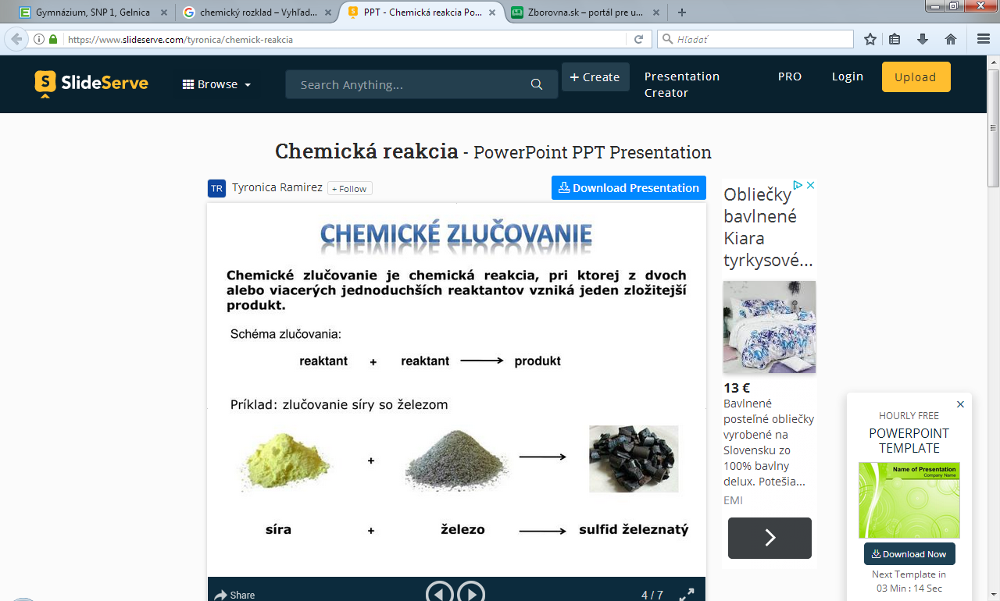 Gymnázium, SNP 1, Gelnica
chemický rozklad – Vyhľadá...
PPT - Chemická reakcia Po...
Zborovna.sk – portál pre u...
https://www.slideserve.com/tyronica/chemick-reakcia
Hľadať
SlideServe
Browse
Search Anything...
+ Create
Presentation
Creator
PRO
Login
Upload
Chemická reakcia - PowerPoint PPT Presentation
TR
Tyronica Ramirez
+ Follow
Download Presentation
CHEMICKÉ ZLUČOVANIE
Chemické zlučovanie je chemická reakcia, pri ktorej z dvoch
alebo viacerých jednoduchších reaktantov vzniká jeden zložitejší
produkt.
Schéma zlučovania:
reaktant + reaktant produkt
Príklad: zlučovanie síry so železom
+
síra + železo sulfid železnatý
Share
4 / 7
Obliečky
bavlnené
Kiara
tyrkysové...
13 €
Bavlnené
posteľné obliečky
vyrobené na
Slovensku zo
100% bavlny
delux. Potešia...
EMI
HOURLY FREE
POWERPOINT
TEMPLATE
Name of Presentation
Company Name
Download Now
Next Template in
03 Min : 14 Sec